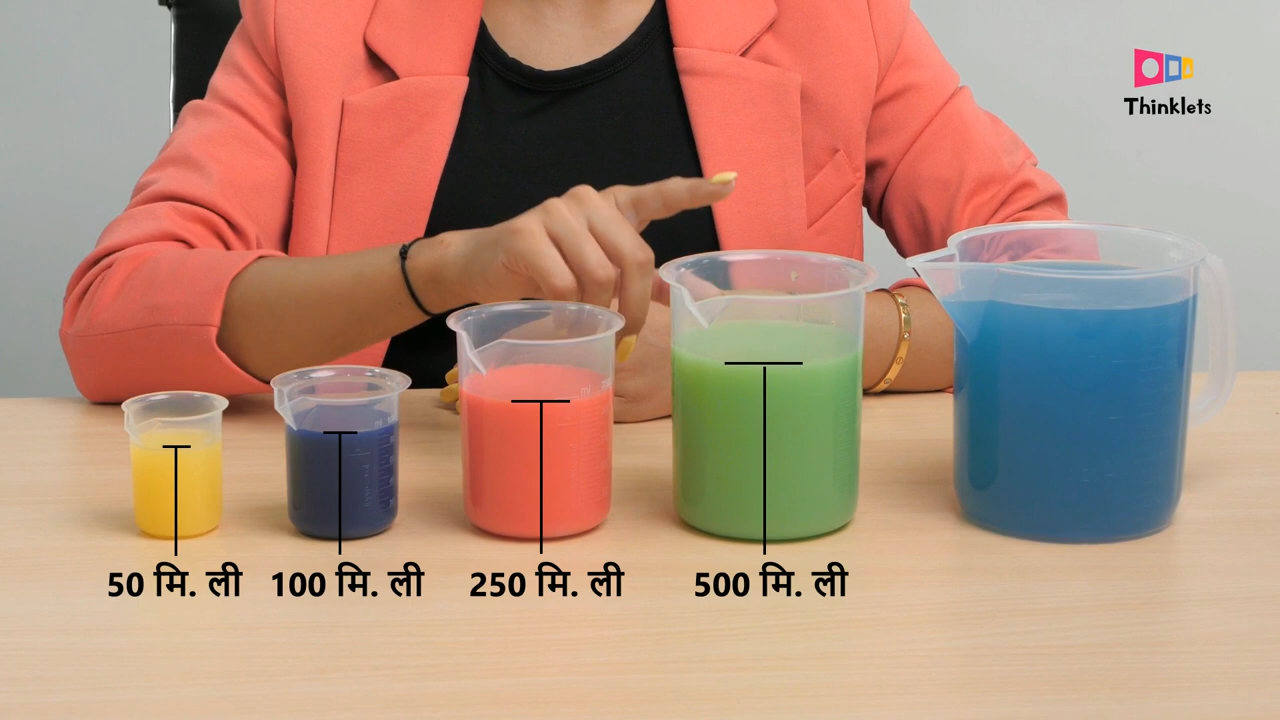 Thinklets
50 मि. ली
100 मि. ली
250 मि. ली
500 मि. ली